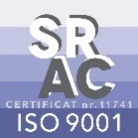 SR
AC
CERTIFICAT nr. 11741
ISO 9001